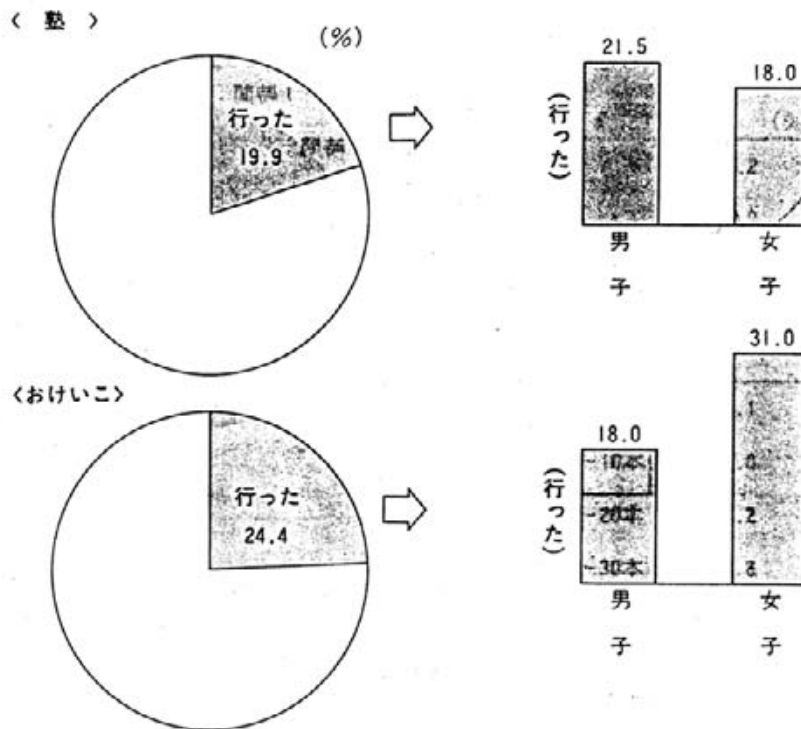 〈 塾 〉
(%)
行った
19.9
(行った)
21.5
男子
18.0
女子
〈おけいこ〉
行った
24.4
(行った)
18.0
男子
31.0
女子